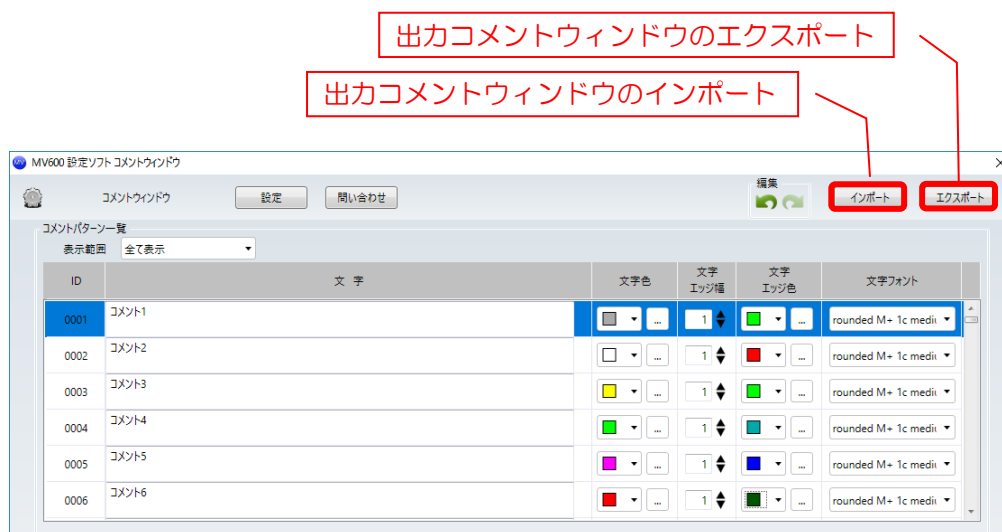 出力コメントウィンドウのエクスポート
出力コメントウィンドウのインポート
MV MV600 設定ソフト コメントウィンドウ
コメントウィンドウ 設定 問い合わせ 編集 インポート エクスポート
コメントパターン一覧
表示範囲 全て表示
ID 文 字 文字色 文字エッジ幅 文字エッジ色 文字フォント
0001 コメント1 ... 1 ... rounded M+ 1c mediu
0002 コメント2 ... 1 ... rounded M+ 1c mediu
0003 コメント3 ... 1 ... rounded M+ 1c mediu
0004 コメント4 ... 1 ... rounded M+ 1c mediu
0005 コメント5 ... 1 ... rounded M+ 1c mediu
0006 コメント6 ... 1 ... rounded M+ 1c mediu